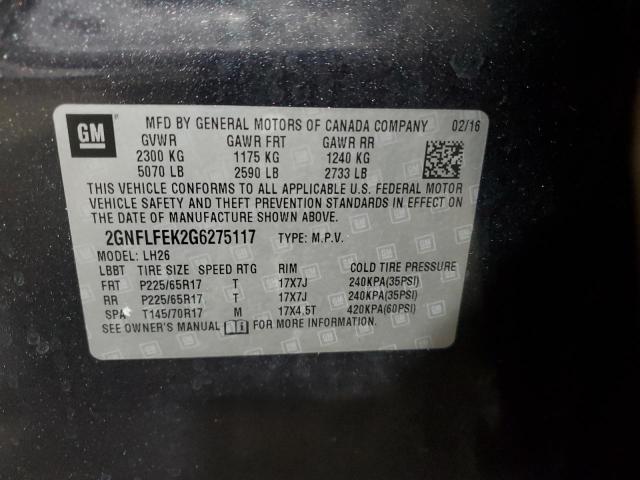 GM
MFD BY GENERAL MOTORS OF CANADA COMPANY 02/16
GVWR GAWR FRT GAWR RR
2300 KG 1175 KG 1240 KG
5070 LB 2590 LB 2733 LB
THIS VEHICLE CONFORMS TO ALL APPLICABLE U.S. FEDERAL MOTOR
VEHICLE SAFETY AND THEFT PREVENTION STANDARDS IN EFFECT ON
THE DATE OF MANUFACTURE SHOWN ABOVE.
2GNFLFEK2G6275117 TYPE: M.P.V.
MODEL: LH26
LBBT TIRE SIZE SPEED RTG RIM COLD TIRE PRESSURE
FRT P225/65R17 T 17X7J 240KPA(35PSI)
RR P225/65R17 T 17X7J 240KPA(35PSI)
SPA T145/70R17 M 17X4.5T 420KPA(60PSI)
SEE OWNER'S MANUAL FOR ADDITIONAL INFORMATION.